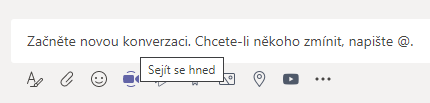 Začněte novou konverzaci. Chcete-li někoho zmínit, napište @.
Sejít se hned